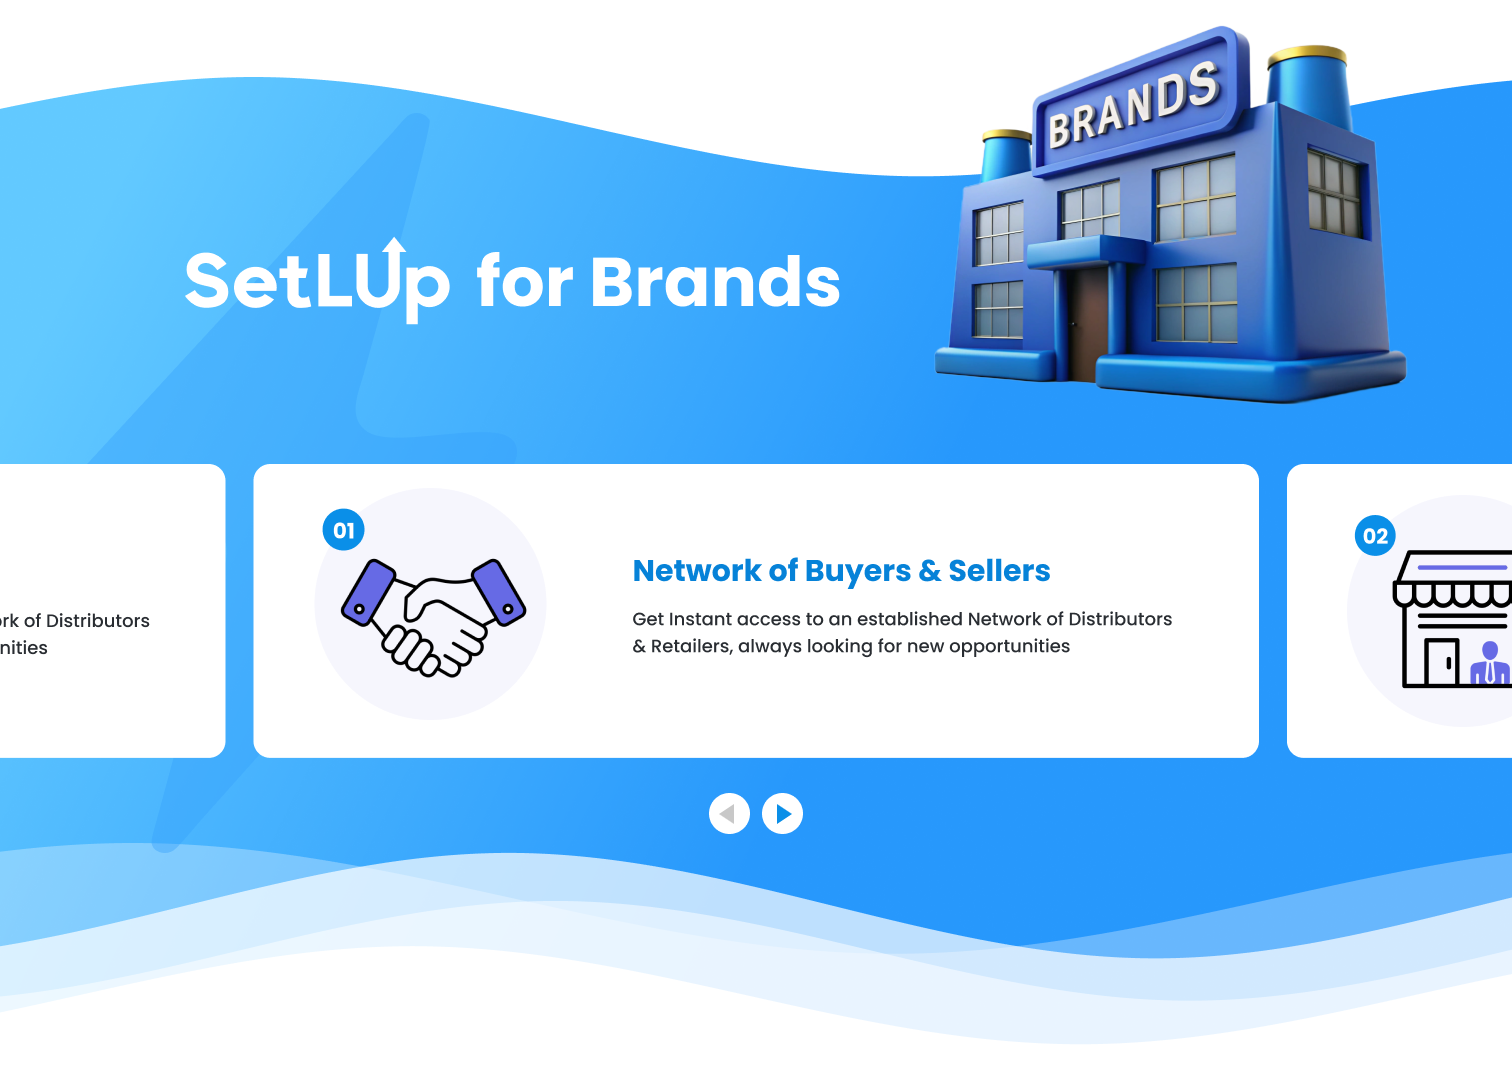 BRANDS
SetLUp for Brands
rk of Distributors
nities
01
Network of Buyers & Sellers
Get Instant access to an established Network of Distributors
& Retailers, always looking for new opportunities
02